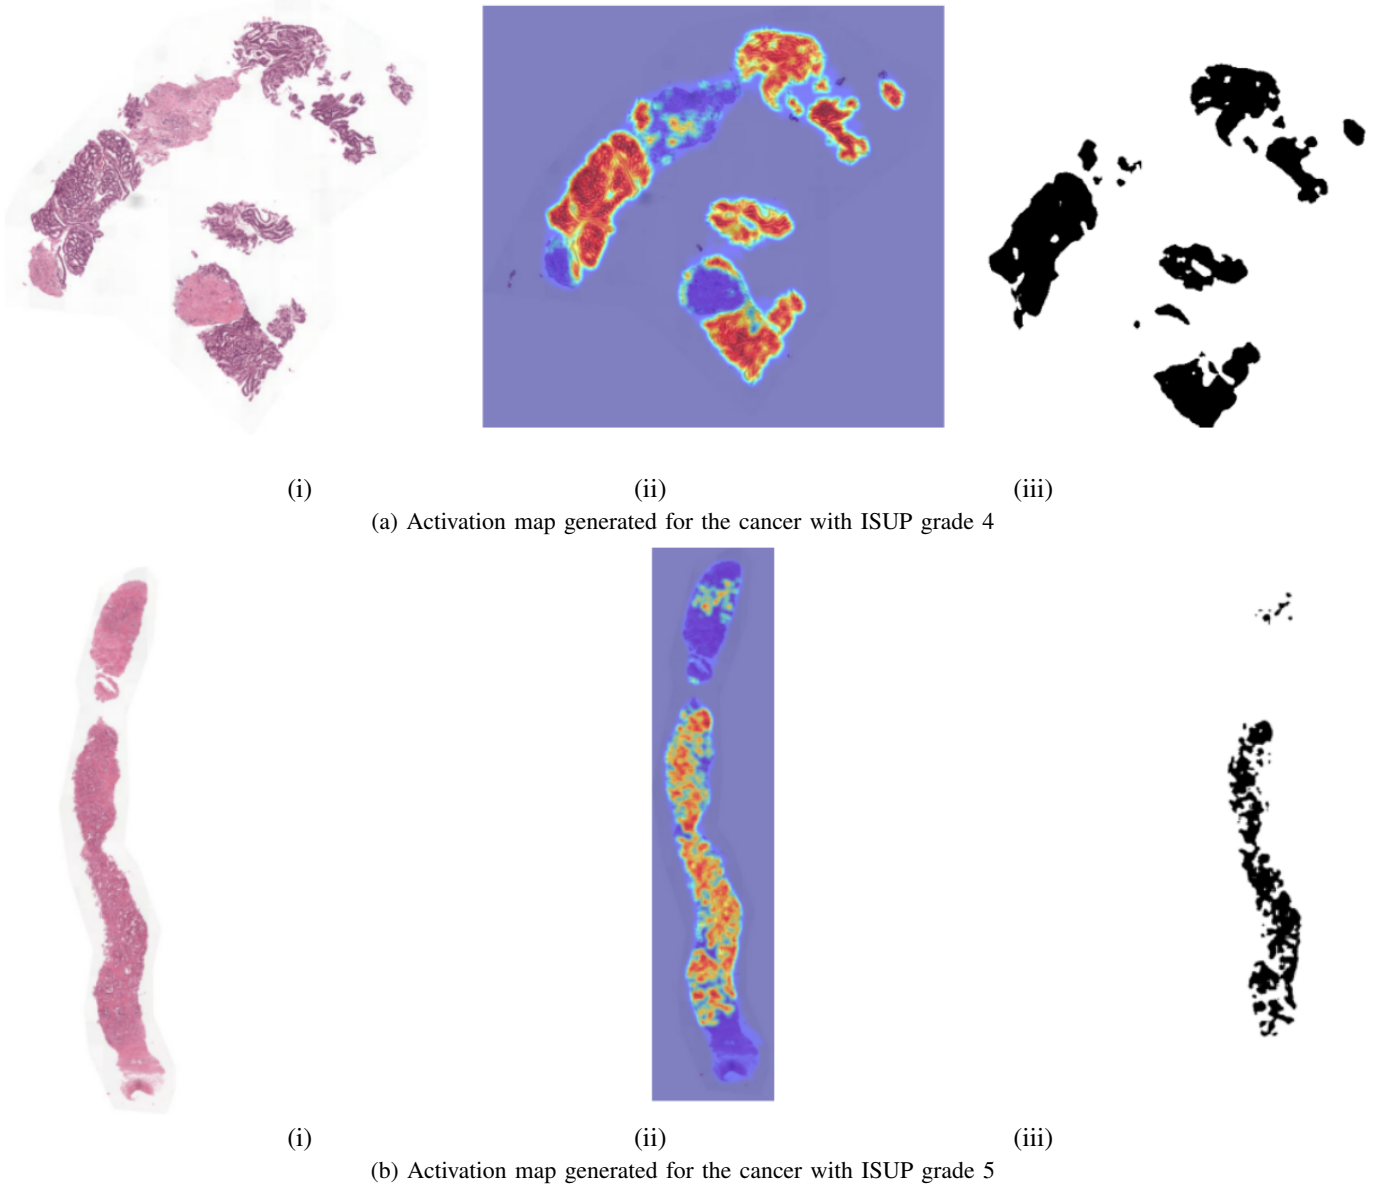 (i) (ii) (iii)
(a) Activation map generated for the cancer with ISUP grade 4
(i) (ii) (iii)
(b) Activation map generated for the cancer with ISUP grade 5